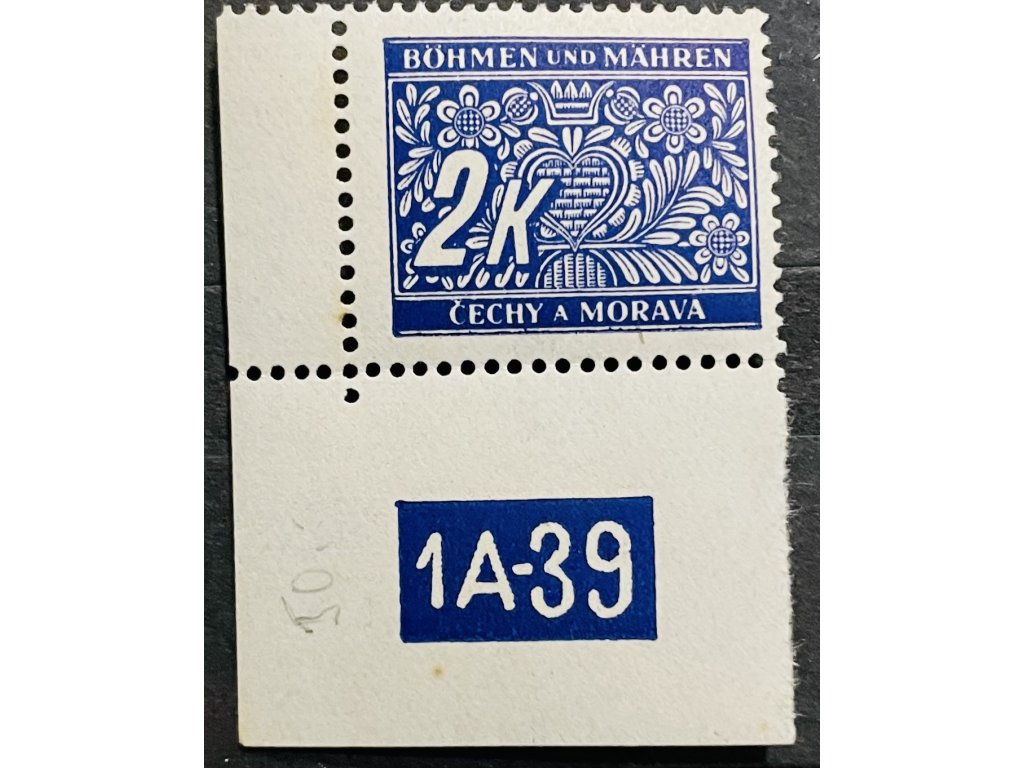 BÖHMEN UND MÄHREN
2K
ČECHY A MORAVA
1A-39